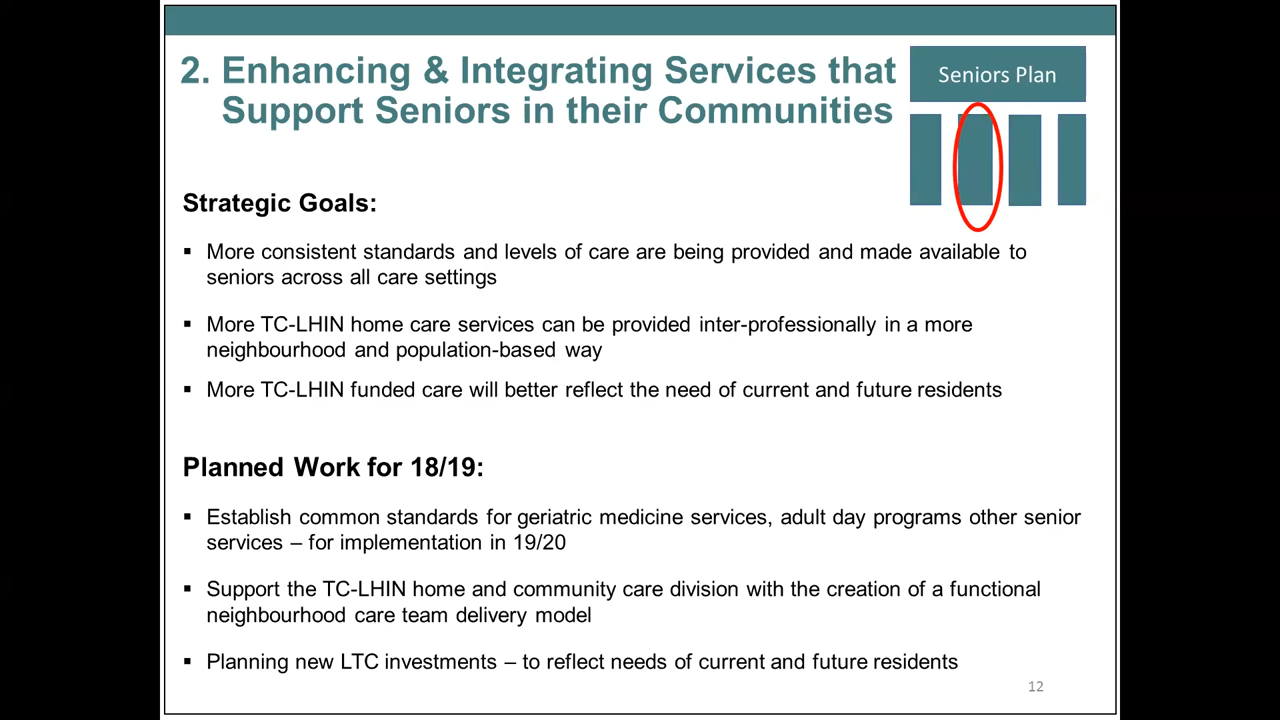 2. Enhancing & Integrating Services that
Support Seniors in their Communities
Seniors Plan
Strategic Goals:
▪ More consistent standards and levels of care are being provided and made available to
seniors across all care settings
▪ More TC-LHIN home care services can be provided inter-professionally in a more
neighbourhood and population-based way
▪ More TC-LHIN funded care will better reflect the need of current and future residents
Planned Work for 18/19:
▪ Establish common standards for geriatric medicine services, adult day programs other senior
services – for implementation in 19/20
▪ Support the TC-LHIN home and community care division with the creation of a functional
neighbourhood care team delivery model
▪ Planning new LTC investments – to reflect needs of current and future residents
12